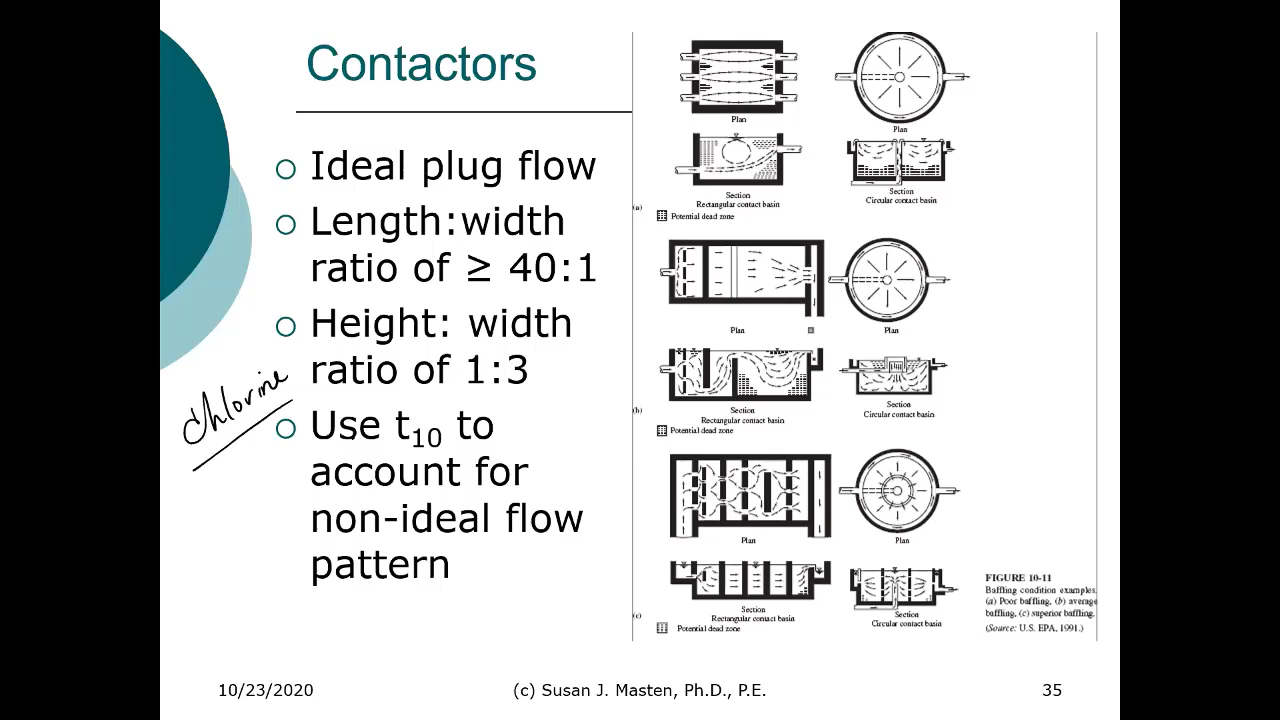 Contactors
Ideal plug flow
Length:width
ratio of ≥ 40:1
Height: width
ratio of 1:3
chlorine
Use t10 to
account for
non-ideal flow
pattern
Plan
Plan
Section
Rectangular contact basin
Section
Circular contact basin
(a)
Potential dead zone
Plan
Plan
Section
Rectangular contact basin
Section
Circular contact basin
(b)
Potential dead zone
Plan
Plan
Section
Rectangular contact basin
Section
Circular contact basin
(c)
Potential dead zone
FIGURE 10-11
Baffling condition examples.
(a) Poor baffling, (b) average
baffling, (c) superior baffling.
(Source: U.S. EPA, 1991.)
10/23/2020
(c) Susan J. Masten, Ph.D., P.E.
35